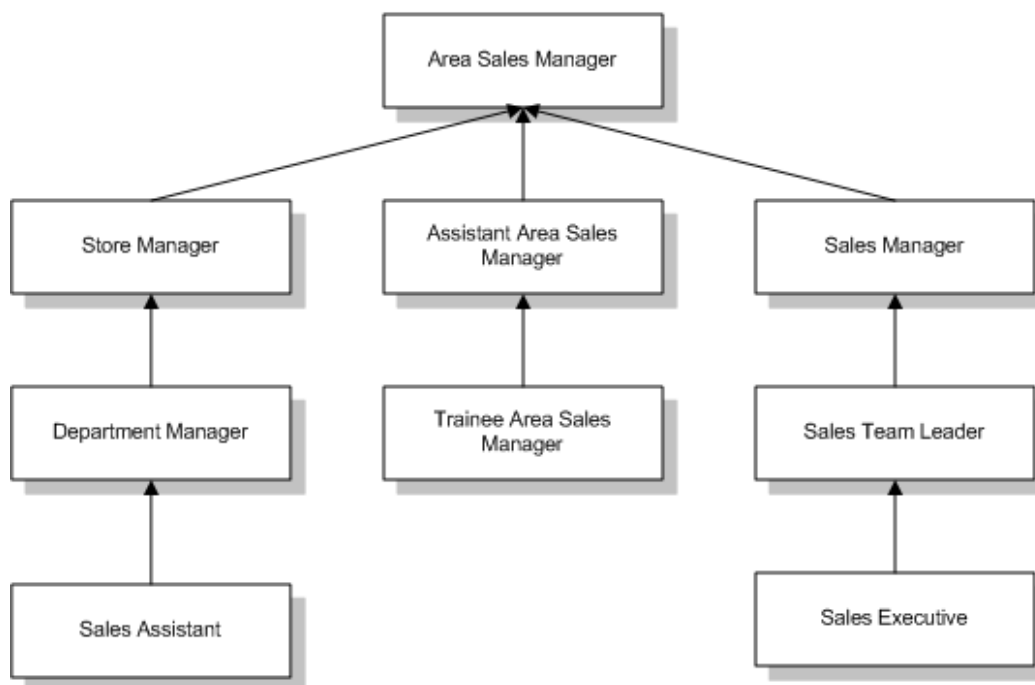 Area Sales Manager
Store Manager
Assistant Area Sales
Manager
Sales Manager
Department Manager
Trainee Area Sales
Manager
Sales Team Leader
Sales Assistant
Sales Executive